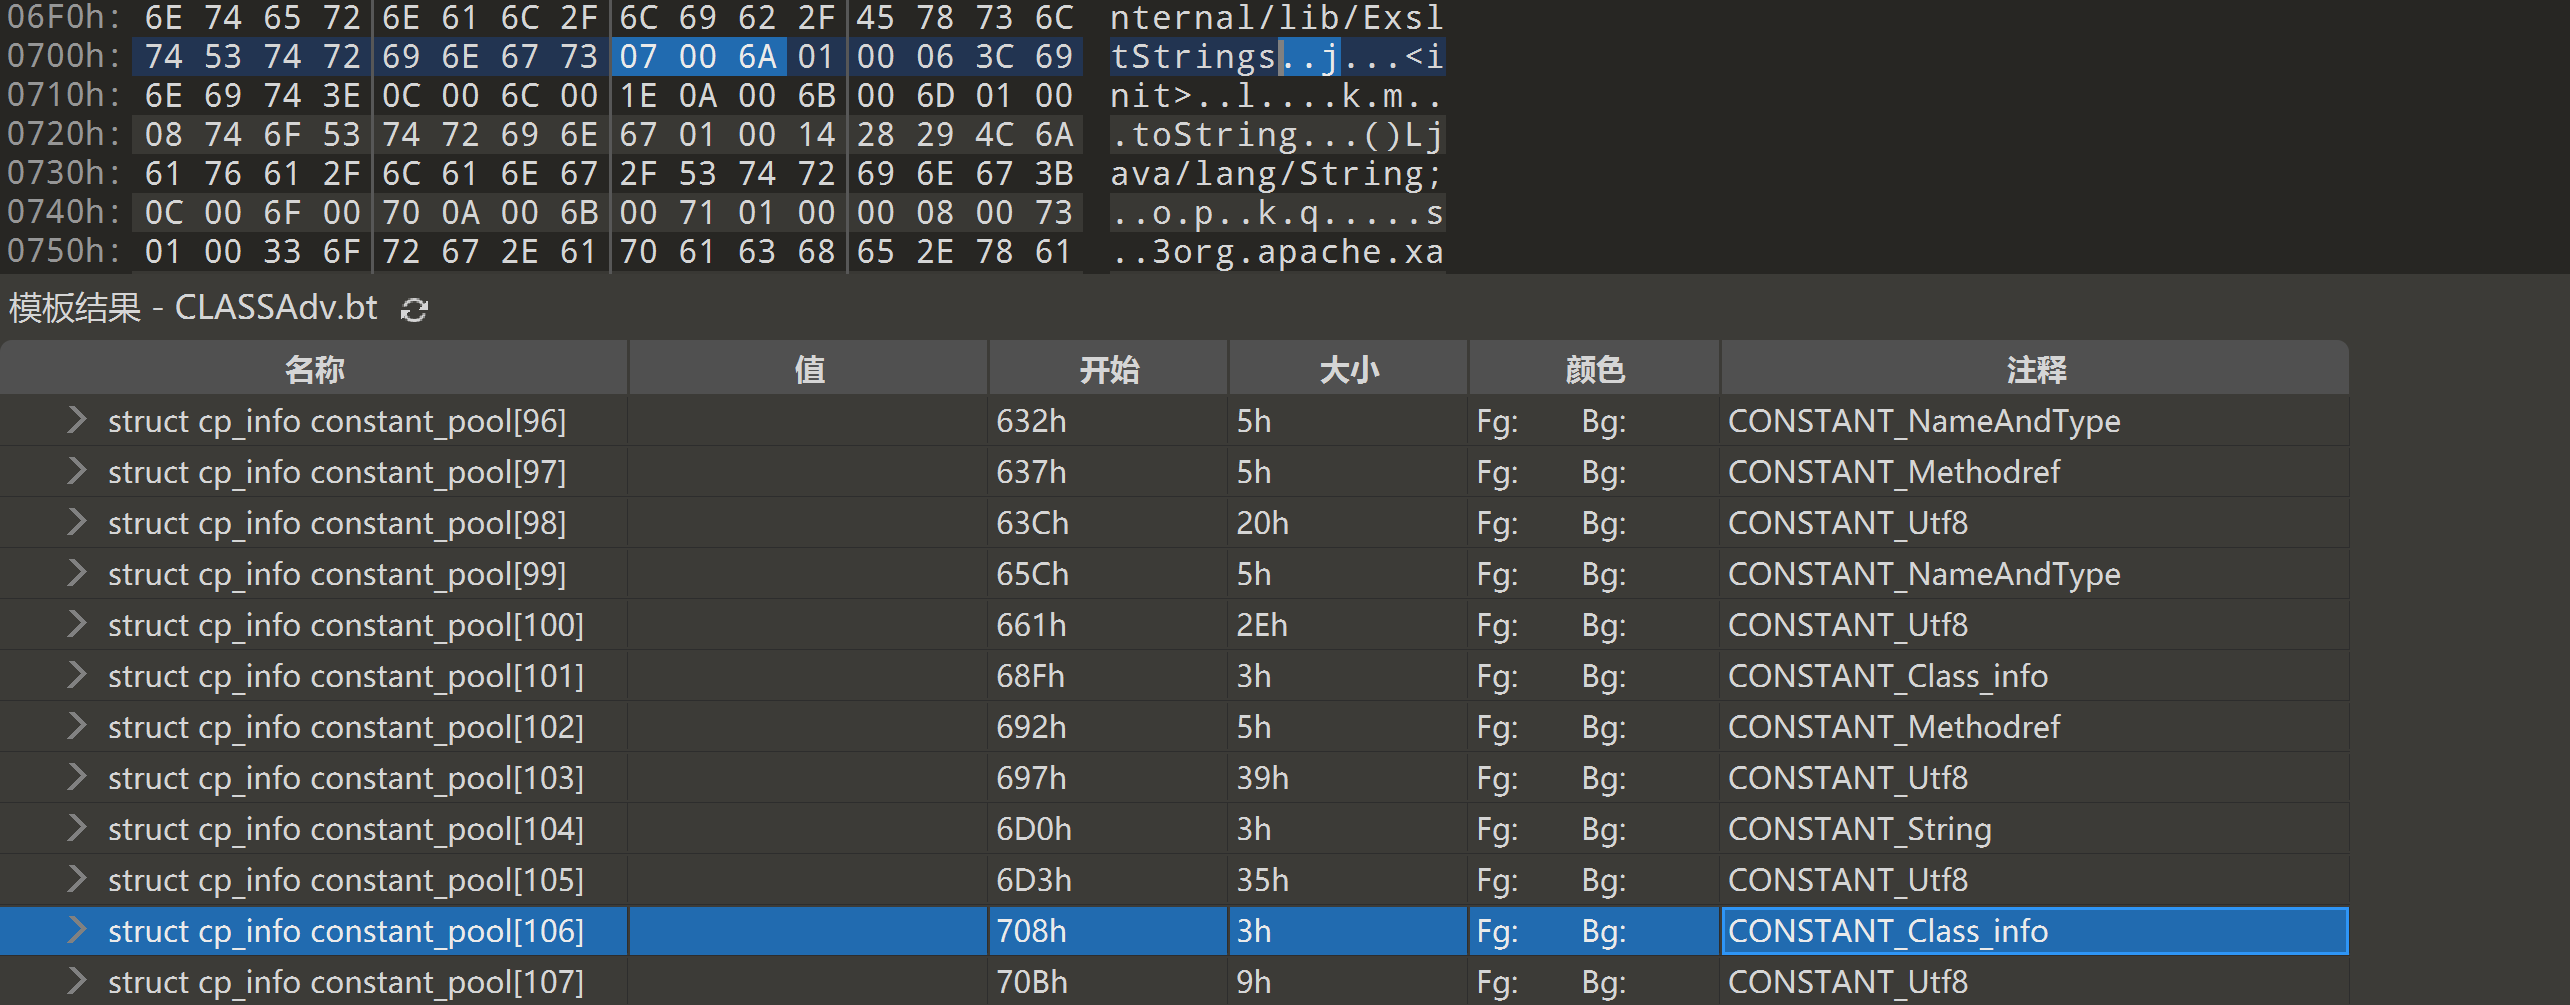 06F0h: 6E 74 65 72 6E 61 6C 2F 6C 69 62 2F 45 78 73 6C nternal/lib/Exsl
0700h: 74 53 74 72 69 6E 67 73 07 00 6A 01 00 06 3C 69 tStrings..j...<i
0710h: 6E 69 74 3E 0C 00 6C 00 1E 0A 00 6B 00 6D 01 00 nit>..l....k.m..
0720h: 08 74 6F 53 74 72 69 6E 67 01 00 14 28 29 4C 6A .toString...()Lj
0730h: 61 76 61 2F 6C 61 6E 67 2F 53 74 72 69 6E 67 3B ava/lang/String;
0740h: 0C 00 6F 00 70 0A 00 6B 00 71 01 00 00 08 00 73 ..o.p..k.q.....s
0750h: 01 00 33 6F 72 67 2E 61 70 61 63 68 65 2E 78 61 ..3org.apache.xa
模板结果 - CLASSAdv.bt
名称 值 开始 大小 颜色 注释
struct cp_info constant_pool[96] 632h 5h Fg: Bg: CONSTANT_NameAndType
struct cp_info constant_pool[97] 637h 5h Fg: Bg: CONSTANT_Methodref
struct cp_info constant_pool[98] 63Ch 20h Fg: Bg: CONSTANT_Utf8
struct cp_info constant_pool[99] 65Ch 5h Fg: Bg: CONSTANT_NameAndType
struct cp_info constant_pool[100] 661h 2Eh Fg: Bg: CONSTANT_Utf8
struct cp_info constant_pool[101] 68Fh 3h Fg: Bg: CONSTANT_Class_info
struct cp_info constant_pool[102] 692h 5h Fg: Bg: CONSTANT_Methodref
struct cp_info constant_pool[103] 697h 39h Fg: Bg: CONSTANT_Utf8
struct cp_info constant_pool[104] 6D0h 3h Fg: Bg: CONSTANT_String
struct cp_info constant_pool[105] 6D3h 35h Fg: Bg: CONSTANT_Utf8
struct cp_info constant_pool[106] 708h 3h Fg: Bg: CONSTANT_Class_info
struct cp_info constant_pool[107] 70Bh 9h Fg: Bg: CONSTANT_Utf8